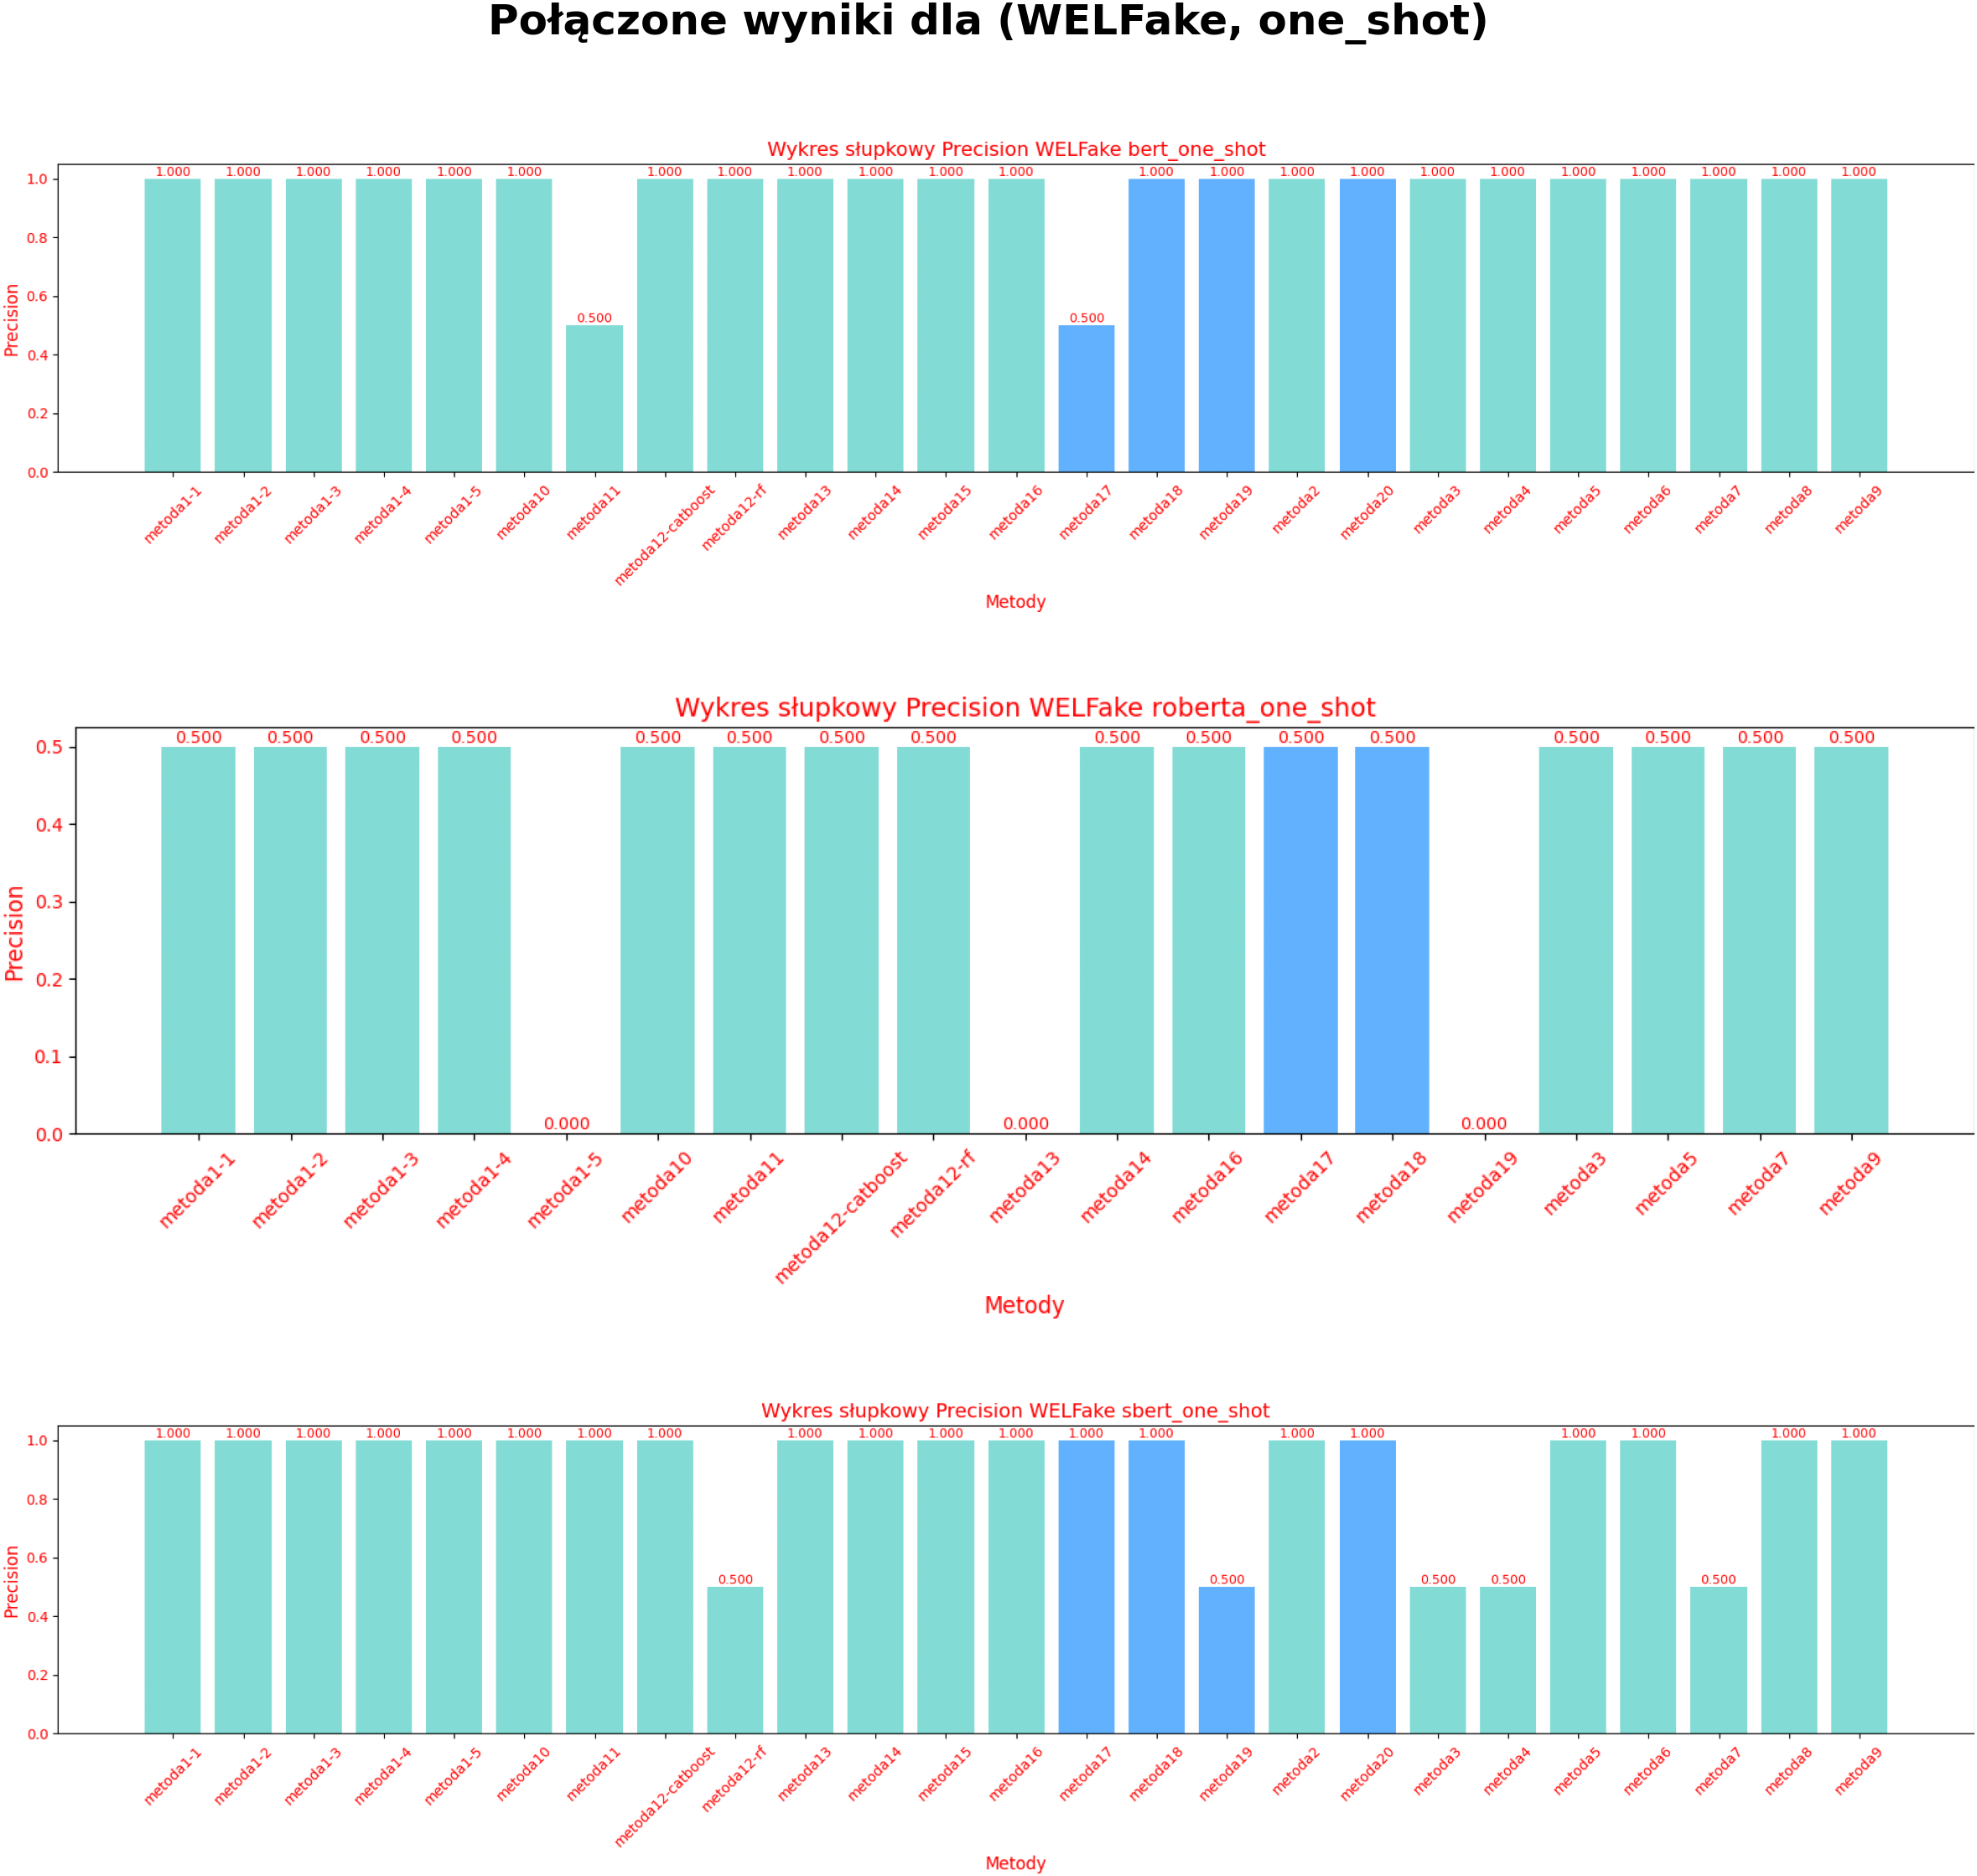 Połączone wyniki dla (WELFake, one_shot)
Wykres słupkowy Precision WELFake bert_one_shot
1.000 1.000 1.000 1.000 1.000 1.000 0.500 1.000 1.000 1.000 1.000 1.000 1.000 0.500 1.000 1.000 1.000 1.000 1.000 1.000 1.000 1.000 1.000 1.000 1.000
1.0
0.8
0.6
0.4
0.2
0.0
Precision
metoda1-1 metoda1-2 metoda1-3 metoda1-4 metoda1-5 metoda10 metoda11 metoda12-catboost metoda12-rf metoda13 metoda14 metoda15 metoda16 metoda17 metoda18 metoda19 metoda2 metoda20 metoda3 metoda4 metoda5 metoda6 metoda7 metoda8 metoda9
Metody
Wykres słupkowy Precision WELFake roberta_one_shot
0.500 0.500 0.500 0.500 0.000 0.500 0.500 0.500 0.500 0.000 0.500 0.500 0.500 0.500 0.000 0.500 0.500 0.500 0.500
0.5
0.4
0.3
0.2
0.1
0.0
Precision
metoda1-1 metoda1-2 metoda1-3 metoda1-4 metoda1-5 metoda10 metoda11 metoda12-catboost metoda12-rf metoda13 metoda14 metoda16 metoda17 metoda18 metoda19 metoda3 metoda5 metoda7 metoda9
Metody
Wykres słupkowy Precision WELFake sbert_one_shot
1.000 1.000 1.000 1.000 1.000 1.000 1.000 1.000 0.500 1.000 1.000 1.000 1.000 1.000 1.000 0.500 1.000 1.000 0.500 0.500 1.000 1.000 0.500 1.000 1.000
1.0
0.8
0.6
0.4
0.2
0.0
Precision
metoda1-1 metoda1-2 metoda1-3 metoda1-4 metoda1-5 metoda10 metoda11 metoda12-catboost metoda12-rf metoda13 metoda14 metoda15 metoda16 metoda17 metoda18 metoda19 metoda2 metoda20 metoda3 metoda4 metoda5 metoda6 metoda7 metoda8 metoda9
Metody